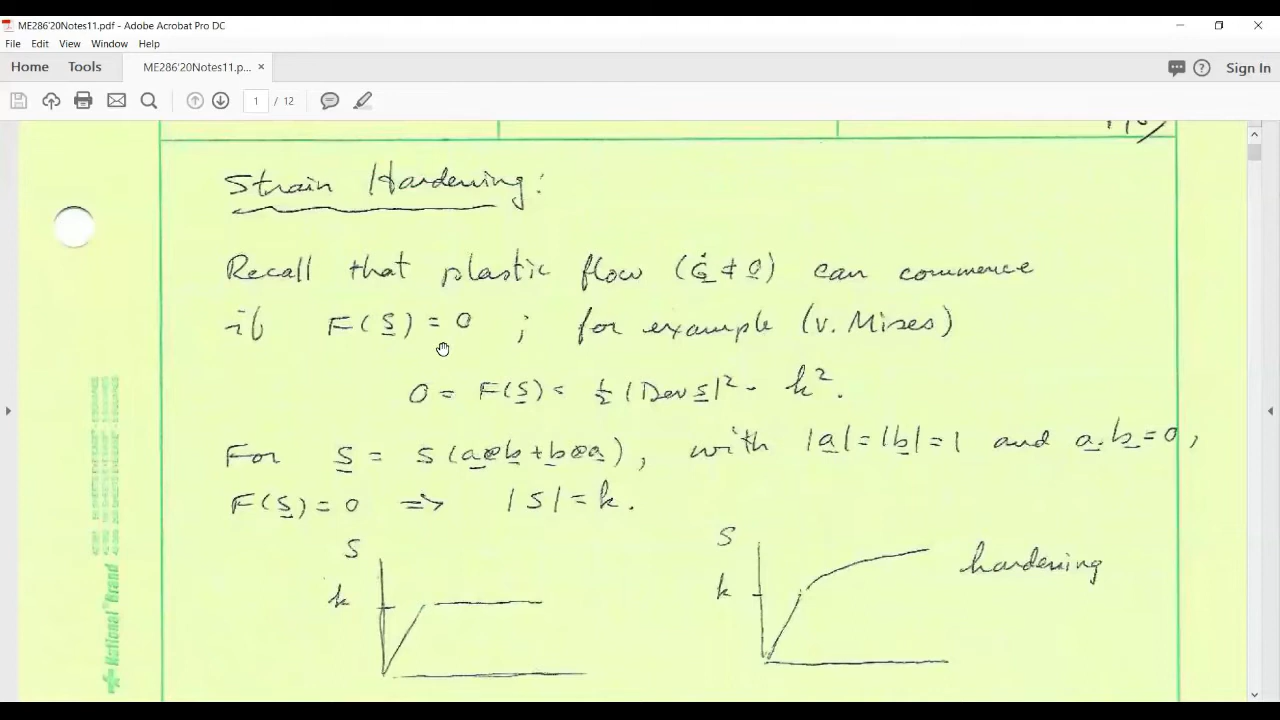 ME286'20Notes11.pdf - Adobe Acrobat Pro DC
File Edit View Window Help
Home Tools ME286'20Notes11.p... × Sign In
1 / 12
Strain Hardening:
Recall that plastic flow (Ġ ≠ 0) can commence
if F(S) = 0 ; for example (v. Mises)
0 = F(S) = ½ |Dev S|² - k².
For S = s(a⊗b + b⊗a), with |a| = |b| = 1 and a·b = 0,
F(S) = 0 ⇒ |s| = k.
s
k
s
k
hardening
National® Brand